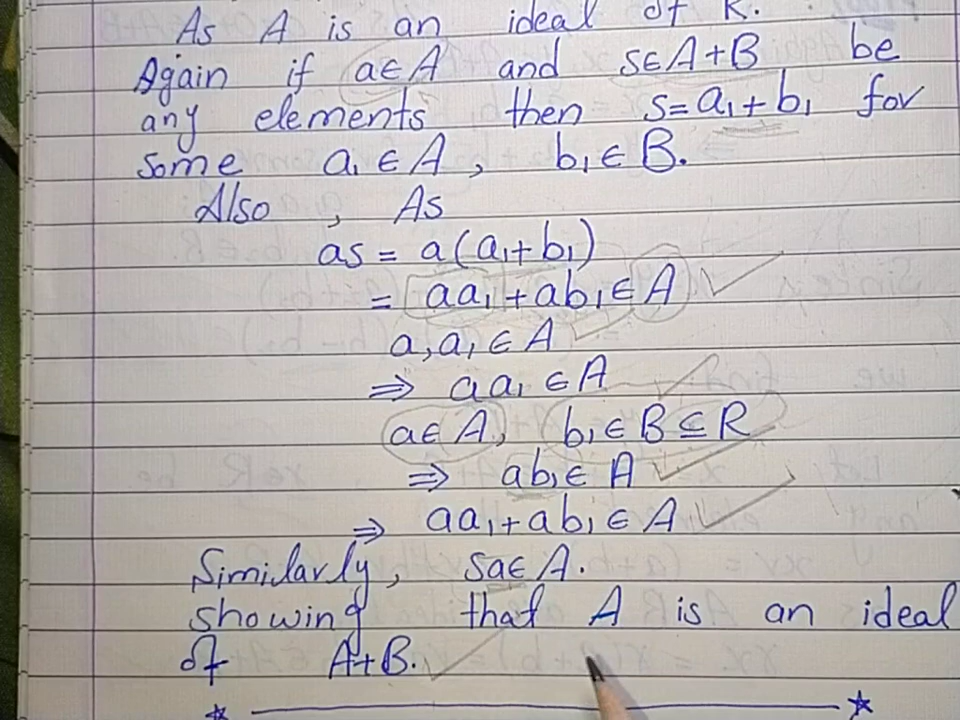 As A is an ideal of R.
Again if a∈A and s∈A+B be
any elements then s=a₁+b₁ for
some a₁∈A, b₁∈B.
Also, As
as = a(a₁+b₁)
= aa₁+ab₁∈A
a,a₁∈A
⇒ aa₁∈A
a∈A, b₁∈B⊆R
⇒ ab₁∈A
⇒ aa₁+ab₁∈A
Similarly, sa∈A.
showing that A is an ideal
of A+B.